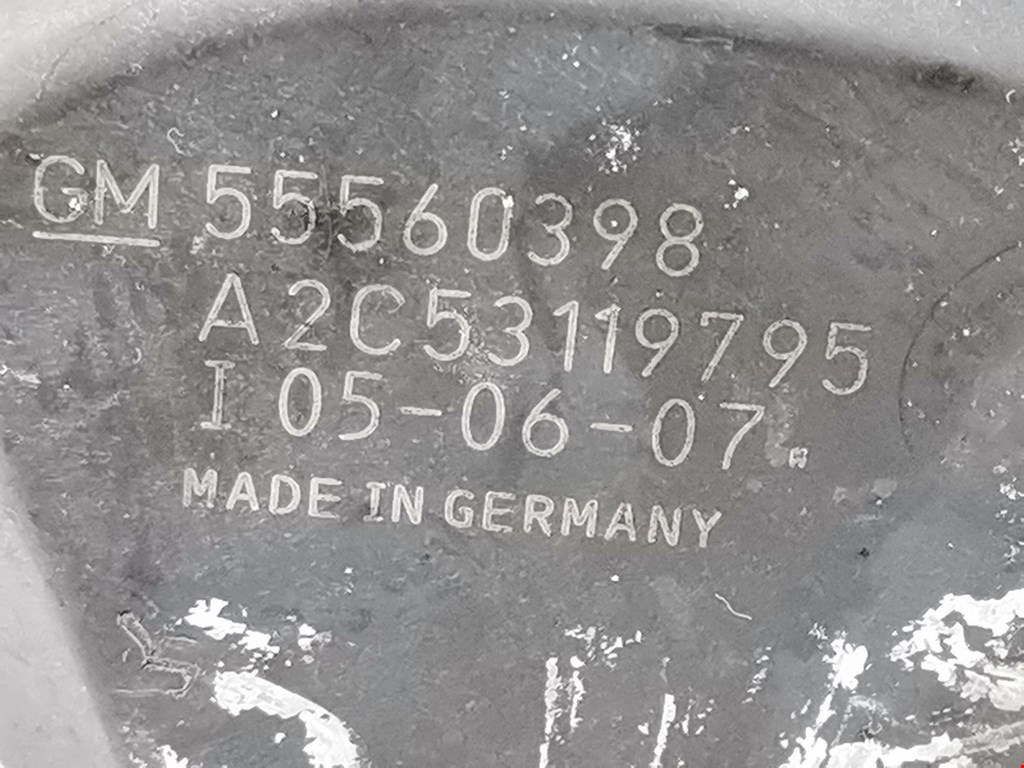 GM 55560398
A2C53119795
I 05-06-07
MADE IN GERMANY